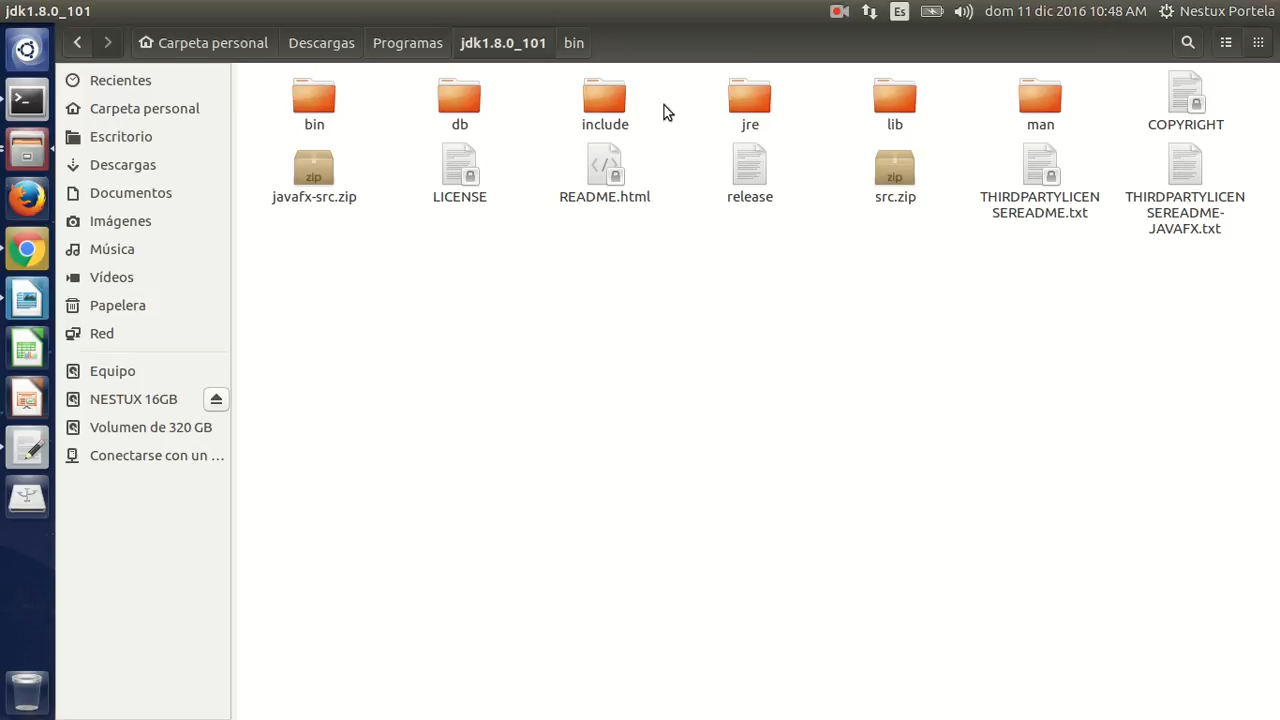 jdk1.8.0_101
Es
dom 11 dic 2016 10:48 AM
Nestux Portela
Carpeta personal
Descargas
Programas
jdk1.8.0_101
bin
Recientes
Carpeta personal
Escritorio
Descargas
Documentos
Imágenes
Música
Vídeos
Papelera
Red
Equipo
NESTUX 16GB
Volumen de 320 GB
Conectarse con un …
bin
db
include
jre
lib
man
COPYRIGHT
zip
javafx-src.zip
LICENSE
</>
README.html
release
zip
src.zip
THIRDPARTYLICEN
SEREADME.txt
THIRDPARTYLICEN
SEREADME-
JAVAFX.txt